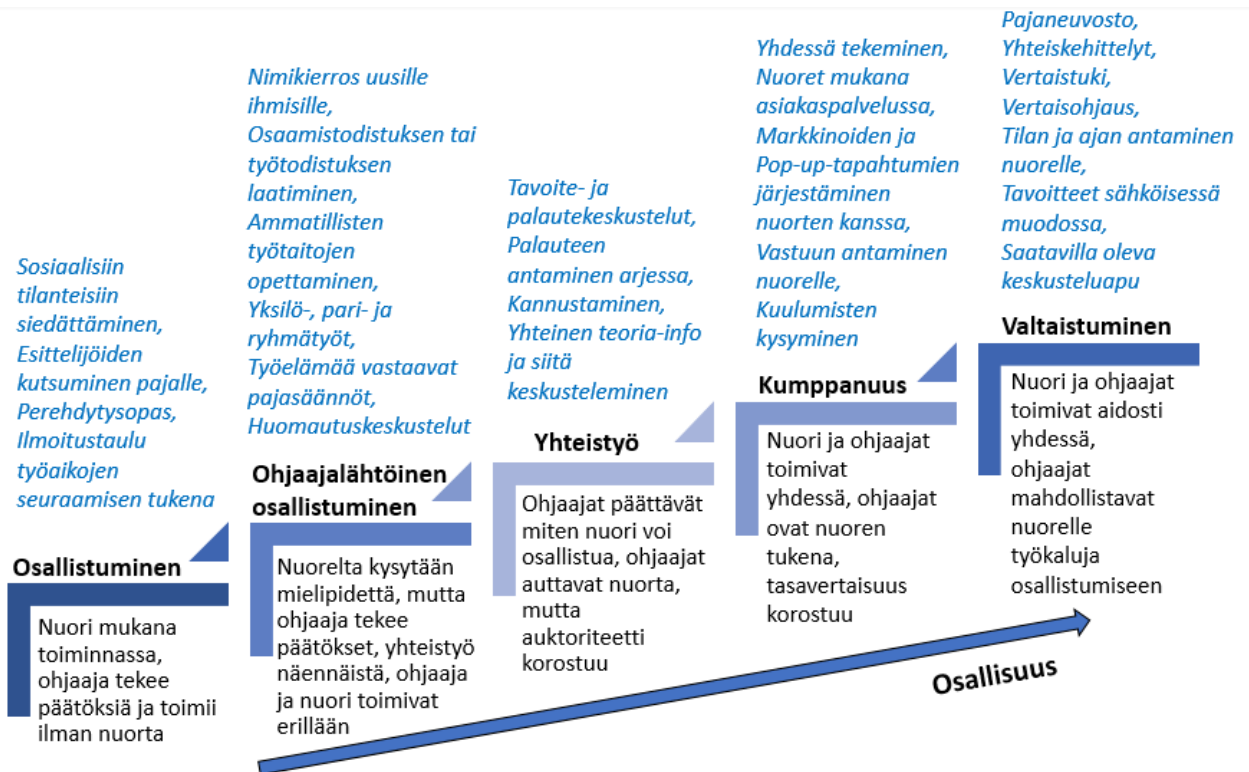 Sosiaalisiin
tilanteisiin
siedättäminen,
Esittelijöiden
kutsuminen pajalle,
Perehdytysopas,
Ilmoitustaulu
työaikojen
seuraamisen tukena
Osallistuminen
Nuori mukana
toiminnassa,
ohjaaja tekee
päätöksiä ja toimii
ilman nuorta
Nimikierros uusille
ihmisille,
Osaamistodistuksen tai
työtodistuksen
laatiminen,
Ammatillisten
työtaitojen
opettaminen,
Yksilö-, pari- ja
ryhmätyöt,
Työelämää vastaavat
pajasäännöt,
Huomautuskeskustelut
Ohjaajalähtöinen
osallistuminen
Nuorelta kysytään
mielipidettä, mutta
ohjaaja tekee
päätökset, yhteistyö
näennäistä, ohjaaja
ja nuori toimivat
erillään
Tavoite- ja
palautekeskustelut,
Palauteen
antaminen arjessa,
Kannustaminen,
Yhteinen teoria-info
ja siitä
keskusteleminen
Yhteistyö
Ohjaajat päättävät
miten nuori voi
osallistua, ohjaajat
auttavat nuorta,
mutta
auktoriteetti
korostuu
Yhdessä tekeminen,
Nuoret mukana
asiakaspalvelussa,
Markkinoiden ja
Pop-up-tapahtumien
järjestäminen
nuorten kanssa,
Vastuun antaminen
nuorelle,
Kuulumisten
kysyminen
Kumppanuus
Nuori ja ohjaajat
toimivat
yhdessä, ohjaajat
ovat nuoren
tukena,
tasavertaisuus
korostuu
Pajaneuvosto,
Yhteiskehittelyt,
Vertaistuki,
Vertaisohjaus,
Tilan ja ajan antaminen
nuorelle,
Tavoitteet sähköisessä
muodossa,
Saatavilla oleva
keskusteluapu
Valtaistuminen
Nuori ja ohjaajat
toimivat aidosti
yhdessä,
ohjaajat
mahdollistavat
nuorelle
työkaluja
osallistumiseen
Osallisuus